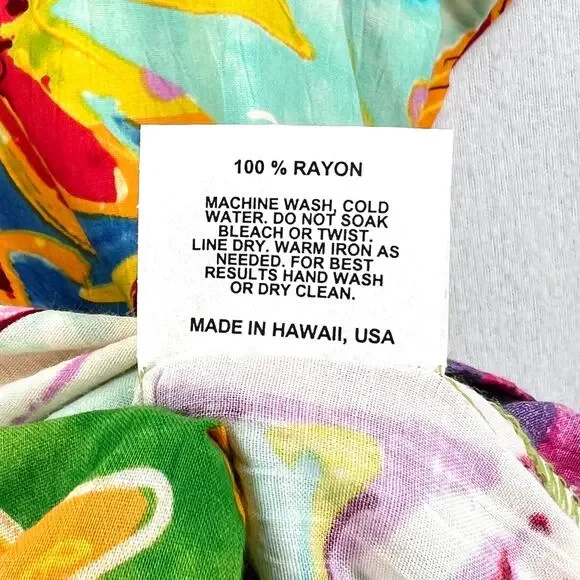 100 % RAYON
MACHINE WASH, COLD
WATER. DO NOT SOAK
BLEACH OR TWIST.
LINE DRY. WARM IRON AS
NEEDED. FOR BEST
RESULTS HAND WASH
OR DRY CLEAN.
MADE IN HAWAII, USA